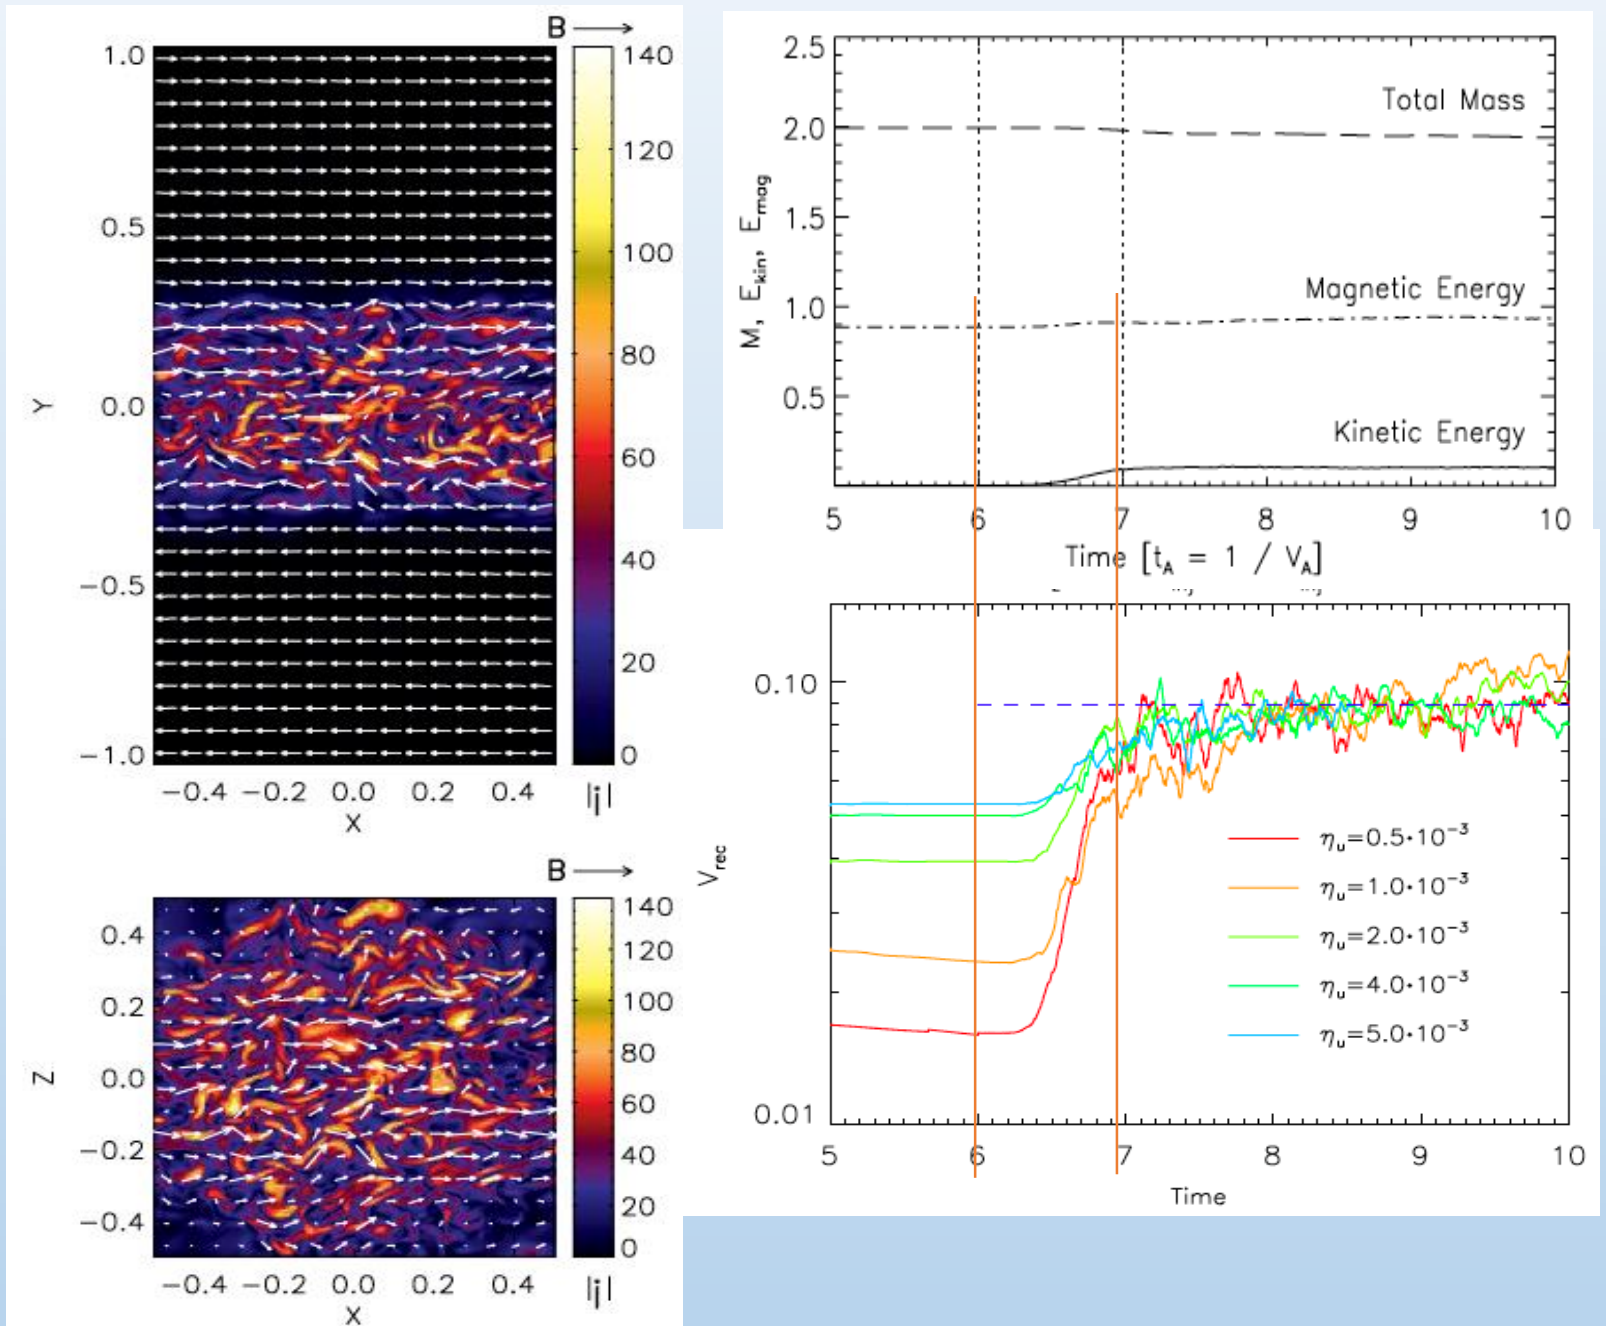 B
1.0
0.5
0.0
−0.5
−1.0
Y
−0.4 −0.2 0.0 0.2 0.4
X
140
120
100
80
60
40
20
0
|j|
B
0.4
0.2
0.0
−0.2
−0.4
Z
−0.4 −0.2 0.0 0.2 0.4
X
140
120
100
80
60
40
20
0
|j|
2.5
2.0
1.5
1.0
0.5
M, E_kin, E_mag
Total Mass
Magnetic Energy
Kinetic Energy
5 6 7 8 9 10
Time [t_A = 1 / V_A]
0.10
0.01
V_rec
η_u=0.5·10⁻³
η_u=1.0·10⁻³
η_u=2.0·10⁻³
η_u=4.0·10⁻³
η_u=5.0·10⁻³
5 6 7 8 9 10
Time